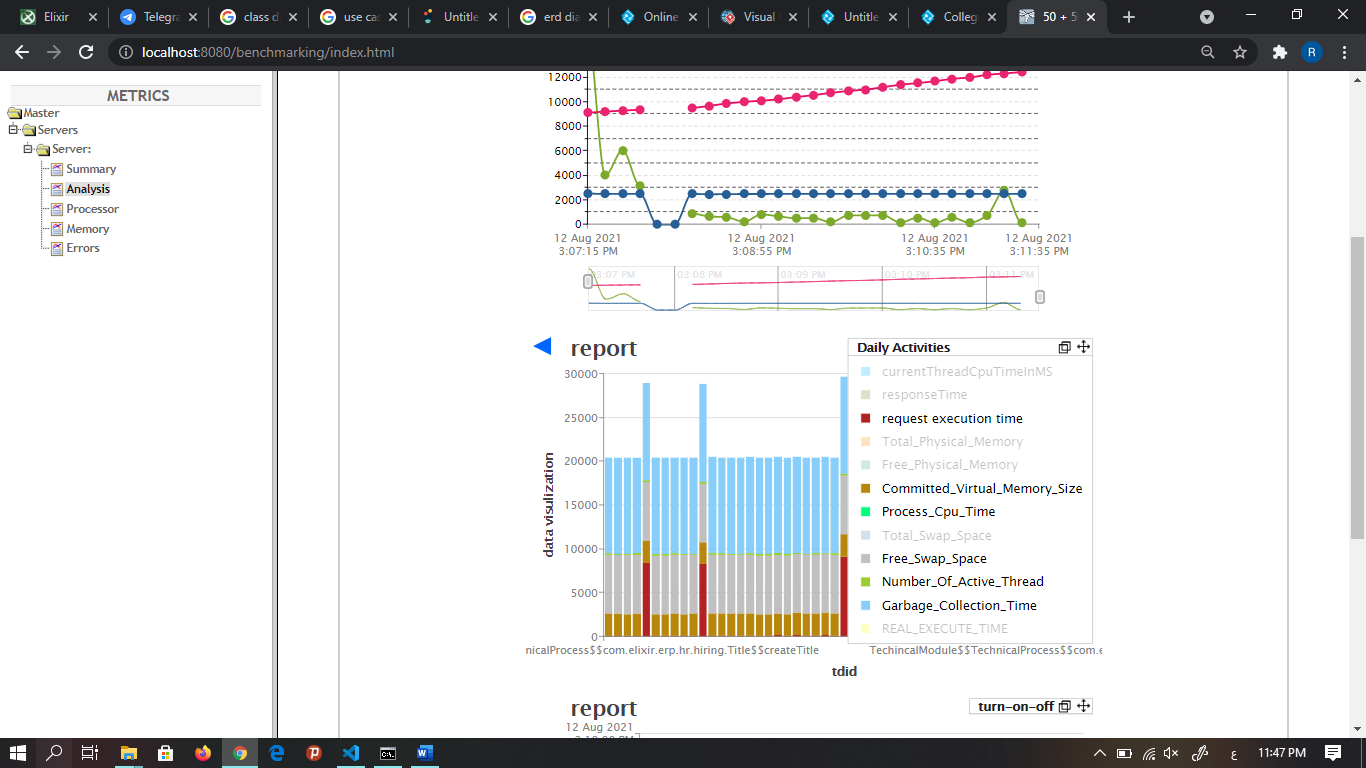 Elixir
Telegra
class d
use cas
Untitle
erd dia
Online
Visual
Untitle
Colleg
50 + 5
localhost:8080/benchmarking/index.html
R
METRICS
Master
Servers
Server:
Summary
Analysis
Processor
Memory
Errors
12000
10000
8000
6000
4000
2000
0
12 Aug 2021
3:07:15 PM
12 Aug 2021
3:08:55 PM
12 Aug 2021
3:10:35 PM
12 Aug 2021
3:11:35 PM
03:07 PM
03:08 PM
03:09 PM
03:10 PM
03:11 PM
report
Daily Activities
currentThreadCpuTimeInMS
responseTime
request execution time
Total_Physical_Memory
Free_Physical_Memory
Committed_Virtual_Memory_Size
Process_Cpu_Time
Total_Swap_Space
Free_Swap_Space
Number_Of_Active_Thread
Garbage_Collection_Time
REAL_EXECUTE_TIME
data visulization
30000
25000
20000
15000
10000
5000
0
nicalProcess$$com.elixir.erp.hr.hiring.Title$$createTitle
TechincalModule$$TechnicalProcess$$com.e
tdid
report
turn-on-off
12 Aug 2021
ع
11:47 PM